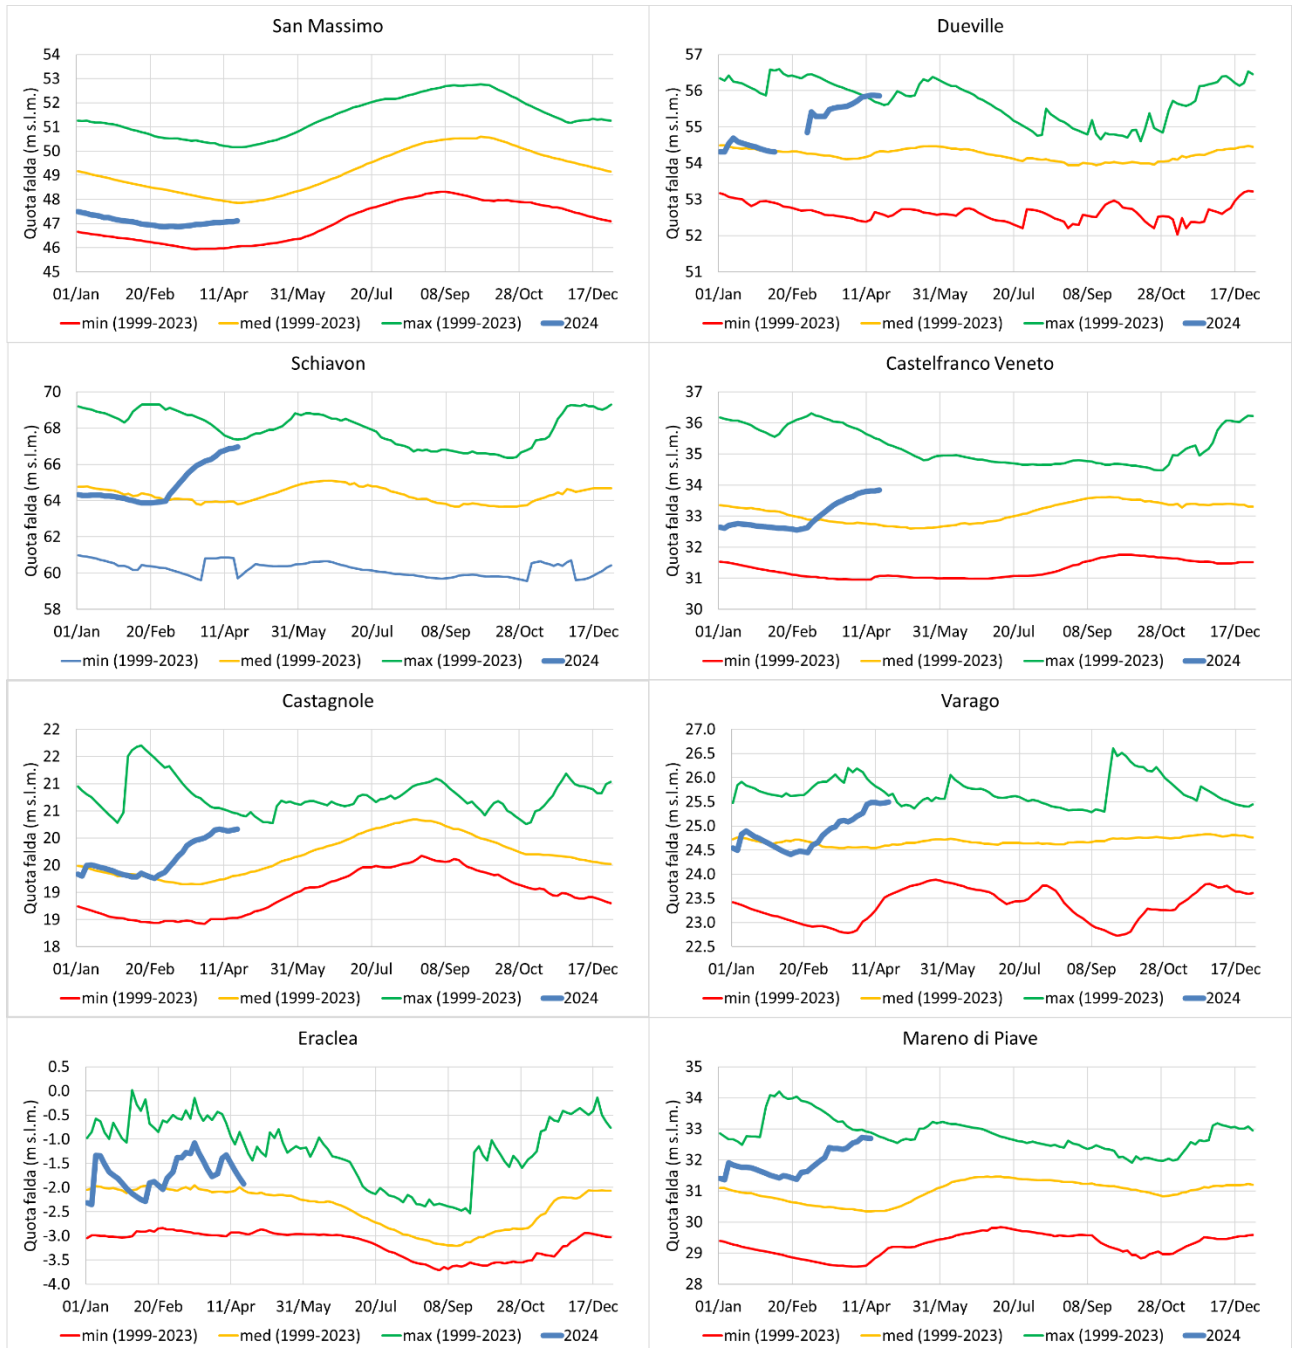 San Massimo
Quota falda (m s.l.m.)
54
53
52
51
50
49
48
47
46
45
01/Jan 20/Feb 11/Apr 31/May 20/Jul 08/Sep 28/Oct 17/Dec
min (1999-2023) med (1999-2023) max (1999-2023) 2024
Dueville
Quota falda (m s.l.m.)
57
56
55
54
53
52
51
01/Jan 20/Feb 11/Apr 31/May 20/Jul 08/Sep 28/Oct 17/Dec
min (1999-2023) med (1999-2023) max (1999-2023) 2024
Schiavon
Quota falda (m s.l.m.)
70
68
66
64
62
60
58
01/Jan 20/Feb 11/Apr 31/May 20/Jul 08/Sep 28/Oct 17/Dec
min (1999-2023) med (1999-2023) max (1999-2023) 2024
Castelfranco Veneto
Quota falda (m s.l.m.)
37
36
35
34
33
32
31
30
01/Jan 20/Feb 11/Apr 31/May 20/Jul 08/Sep 28/Oct 17/Dec
min (1999-2023) med (1999-2023) max (1999-2023) 2024
Castagnole
Quota falda (m s.l.m.)
22
22
21
21
20
20
19
19
18
01/Jan 20/Feb 11/Apr 31/May 20/Jul 08/Sep 28/Oct 17/Dec
min (1999-2023) med (1999-2023) max (1999-2023) 2024
Varago
Quota falda (m s.l.m.)
27.0
26.5
26.0
25.5
25.0
24.5
24.0
23.5
23.0
22.5
01/Jan 20/Feb 11/Apr 31/May 20/Jul 08/Sep 28/Oct 17/Dec
min (1999-2023) med (1999-2023) max (1999-2023) 2024
Eraclea
Quota falda (m s.l.m.)
0.5
0.0
-0.5
-1.0
-1.5
-2.0
-2.5
-3.0
-3.5
-4.0
01/Jan 20/Feb 11/Apr 31/May 20/Jul 08/Sep 28/Oct 17/Dec
min (1999-2023) med (1999-2023) max (1999-2023) 2024
Mareno di Piave
Quota falda (m s.l.m.)
35
34
33
32
31
30
29
28
01/Jan 20/Feb 11/Apr 31/May 20/Jul 08/Sep 28/Oct 17/Dec
min (1999-2023) med (1999-2023) max (1999-2023) 2024